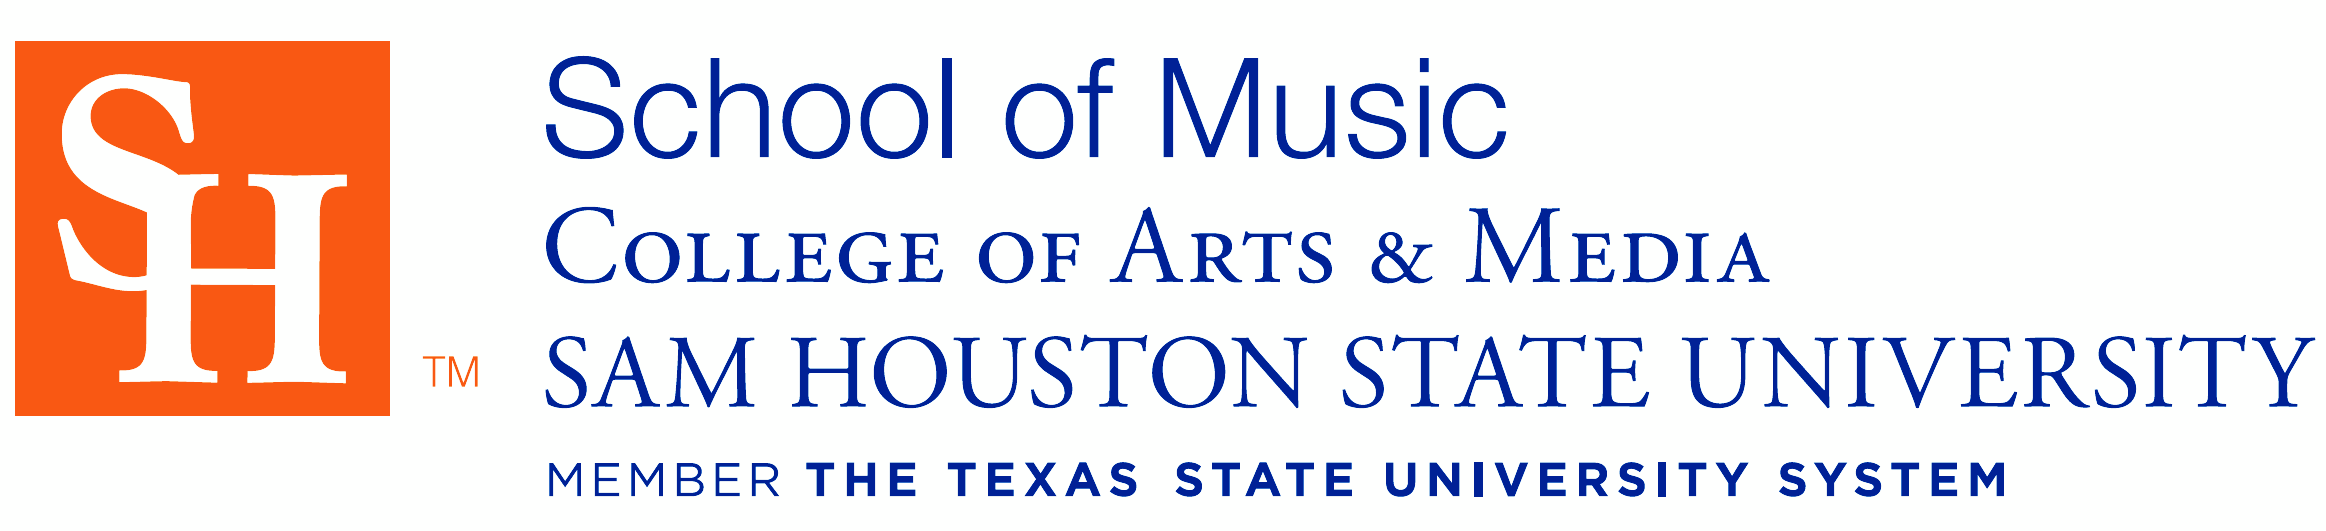 SH ™
School of Music
College of Arts & Media
SAM HOUSTON STATE UNIVERSITY
MEMBER THE TEXAS STATE UNIVERSITY SYSTEM